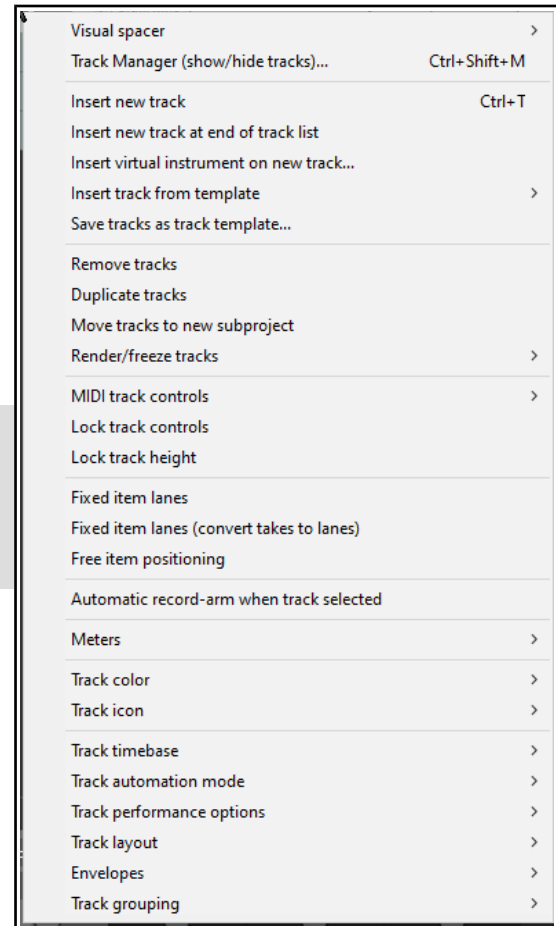 Visual spacer
Track Manager (show/hide tracks)... Ctrl+Shift+M
Insert new track Ctrl+T
Insert new track at end of track list
Insert virtual instrument on new track...
Insert track from template
Save tracks as track template...
Remove tracks
Duplicate tracks
Move tracks to new subproject
Render/freeze tracks
MIDI track controls
Lock track controls
Lock track height
Fixed item lanes
Fixed item lanes (convert takes to lanes)
Free item positioning
Automatic record-arm when track selected
Meters
Track color
Track icon
Track timebase
Track automation mode
Track performance options
Track layout
Envelopes
Track grouping